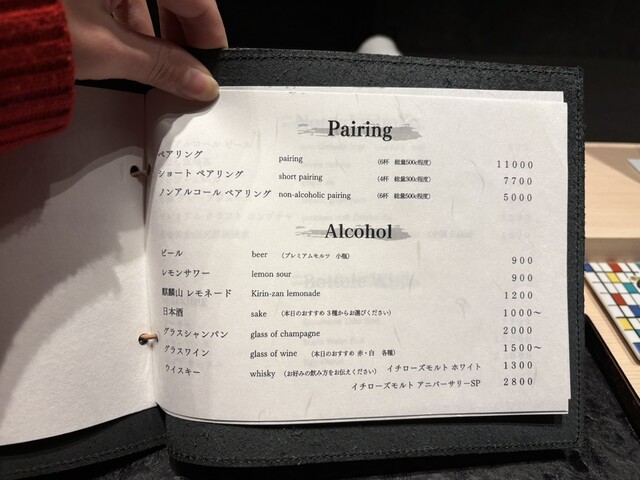 Pairing
ペアリング pairing (6杯 総量500cc程度) 11000
ショート ペアリング short pairing (4杯 総量300cc程度) 7700
ノンアルコール ペアリング non-alcoholic pairing (6杯 総量500cc程度) 5000
Alcohol
ビール beer (プレミアムモルツ 小瓶) 900
レモンサワー lemon sour 900
麒麟山 レモネード Kirin-zan lemonade 1200
日本酒 sake (本日のおすすめ 3種からお選びください) 1000〜
グラスシャンパン glass of champagne 2000
グラスワイン glass of wine (本日のおすすめ 赤・白 各種) 1500〜
ウイスキー whisky (お好みの飲み方をお伝えください) イチローズモルト ホワイト 1300
イチローズモルト アニバーサリーSP 2800